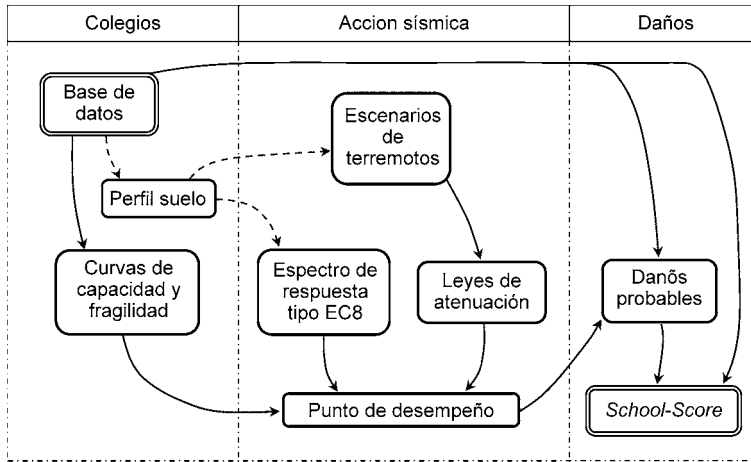 Colegios
Accion sísmica
Daños
Base de
datos
Escenarios
de
terremotos
Perfil suelo
Curvas de
capacidad y
fragilidad
Espectro de
respuesta
tipo EC8
Leyes de
atenuación
Danõs
probables
Punto de desempeño
School-Score